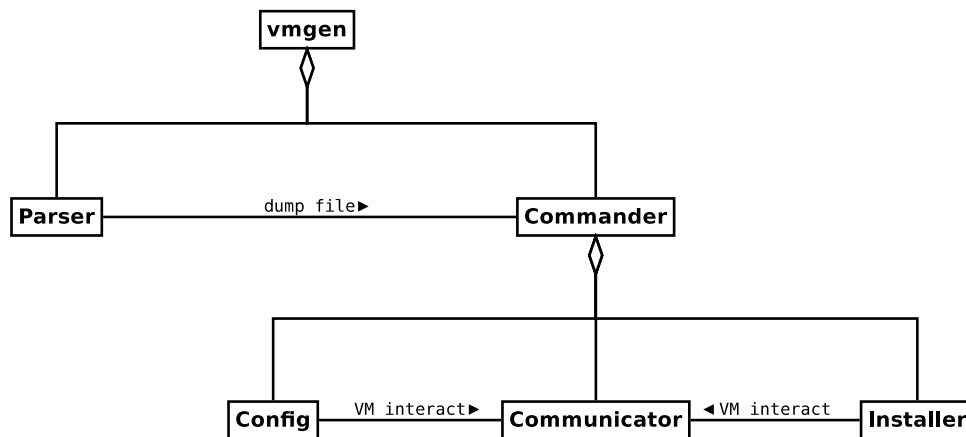 vmgen
Parser
dump file▶
Commander
Config
VM interact▶
Communicator
◀VM interact
Installer